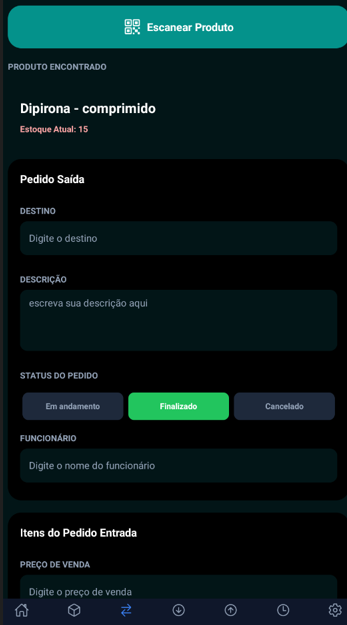 Escanear Produto
PRODUTO ENCONTRADO
Dipirona - comprimido
Estoque Atual: 15
Pedido Saída
DESTINO
Digite o destino
DESCRIÇÃO
escreva sua descrição aqui
STATUS DO PEDIDO
Em andamento
Finalizado
Cancelado
FUNCIONÁRIO
Digite o nome do funcionário
Itens do Pedido Entrada
PREÇO DE VENDA
Digite o preço de venda